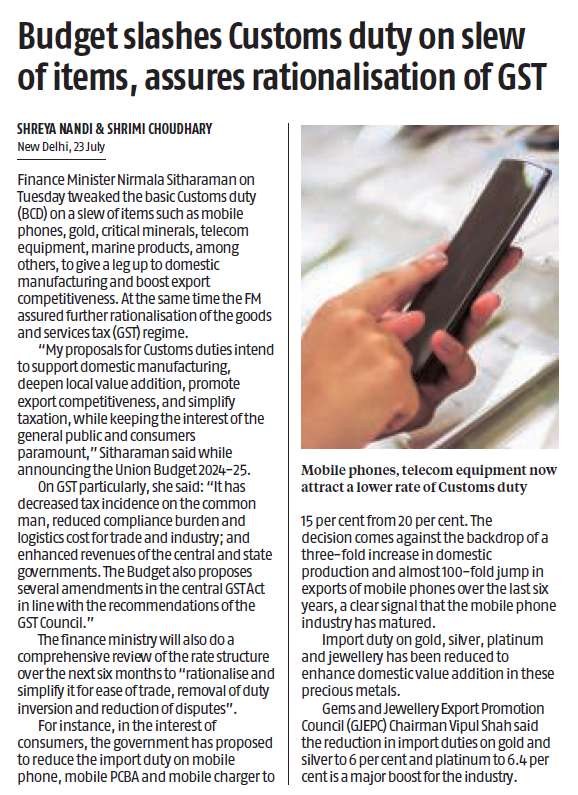 Budget slashes Customs duty on slew
of items, assures rationalisation of GST
SHREYA NANDI & SHRIMI CHOUDHARY
New Delhi, 23 July
Finance Minister Nirmala Sitharaman on
Tuesday tweaked the basic Customs duty
(BCD) on a slew of items such as mobile
phones, gold, critical minerals, telecom
equipment, marine products, among
others, to give a leg up to domestic
manufacturing and boost export
competitiveness. At the same time the FM
assured further rationalisation of the goods
and services tax (GST) regime.
“My proposals for Customs duties intend
to support domestic manufacturing,
deepen local value addition, promote
export competitiveness, and simplify
taxation, while keeping the interest of the
general public and consumers
paramount,” Sitharaman said while
announcing the Union Budget 2024-25.
On GST particularly, she said: “It has
decreased tax incidence on the common
man, reduced compliance burden and
logistics cost for trade and industry; and
enhanced revenues of the central and state
governments. The Budget also proposes
several amendments in the central GST Act
in line with the recommendations of the
GST Council.”
The finance ministry will also do a
comprehensive review of the rate structure
over the next six months to “rationalise and
simplify it for ease of trade, removal of duty
inversion and reduction of disputes”.
For instance, in the interest of
consumers, the government has proposed
to reduce the import duty on mobile
phone, mobile PCBA and mobile charger to
Mobile phones, telecom equipment now
attract a lower rate of Customs duty
15 per cent from 20 per cent. The
decision comes against the backdrop of a
three-fold increase in domestic
production and almost 100-fold jump in
exports of mobile phones over the last six
years, a clear signal that the mobile phone
industry has matured.
Import duty on gold, silver, platinum
and jewellery has been reduced to
enhance domestic value addition in these
precious metals.
Gems and Jewellery Export Promotion
Council (GJEPC) Chairman Vipul Shah said
the reduction in import duties on gold and
silver to 6 per cent and platinum to 6.4 per
cent is a major boost for the industry.